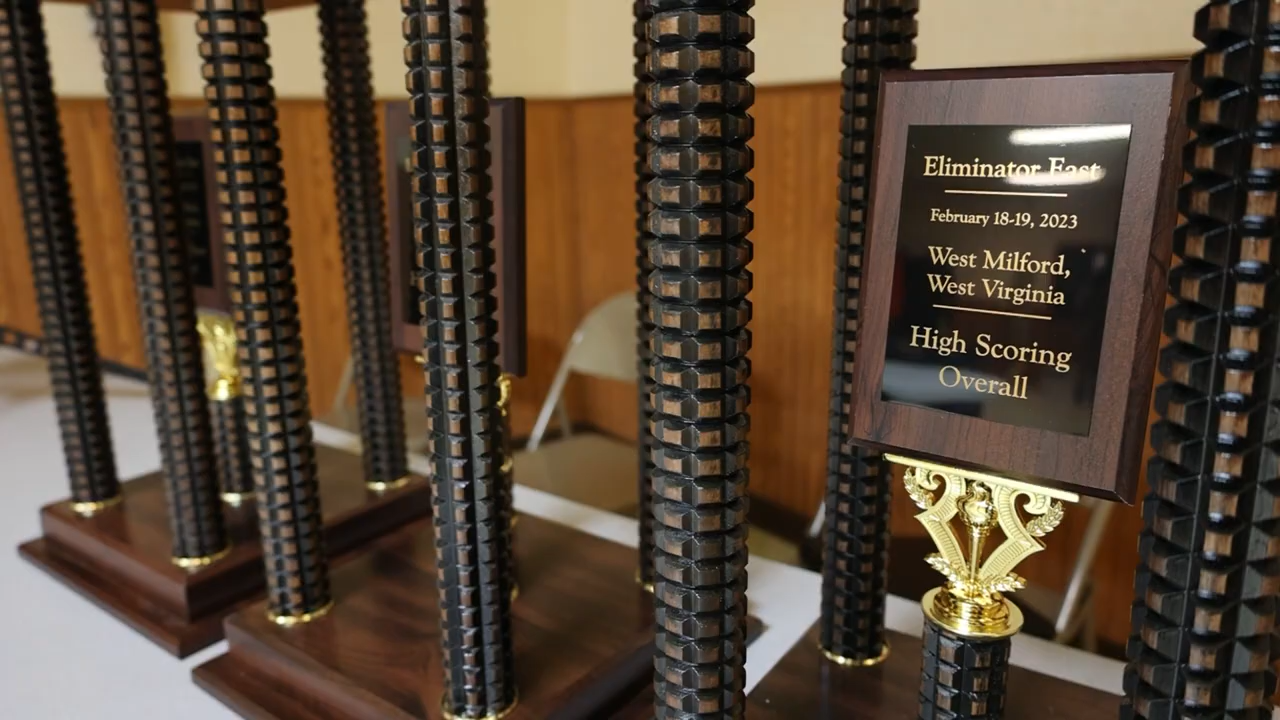 Eliminator East
February 18-19, 2023
West Milford,
West Virginia
High Scoring
Overall